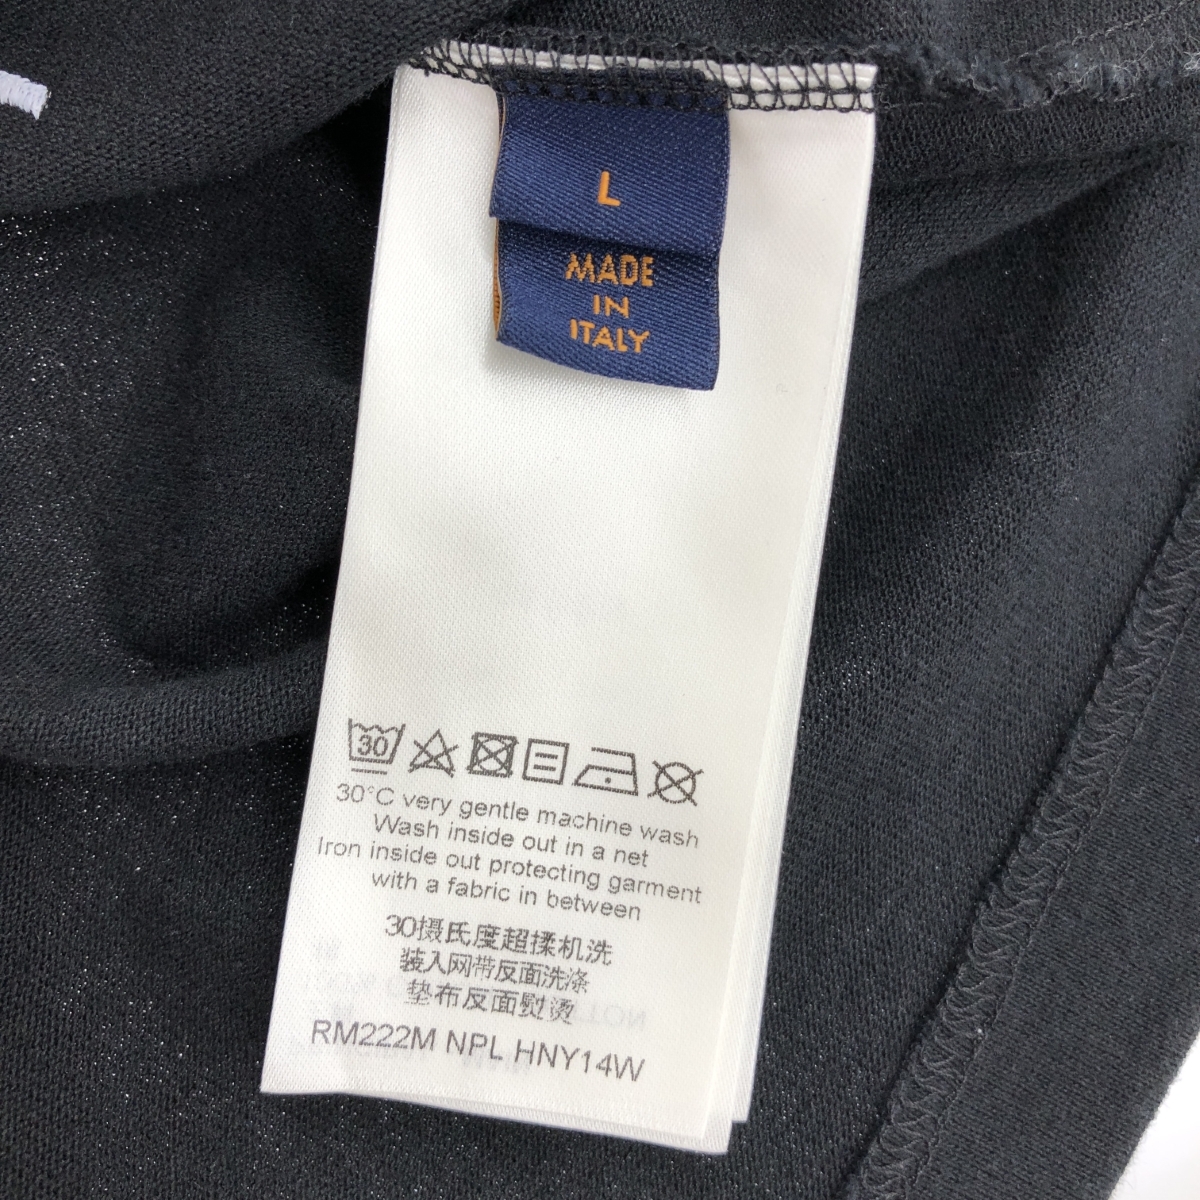 L
MADE
IN
ITALY
30
30°C very gentle machine wash
Wash inside out in a net
Iron inside out protecting garment
with a fabric in between
30摄氏度超揉机洗
装入网带反面洗涤
垫布反面熨烫
RM222M NPL HNY14W